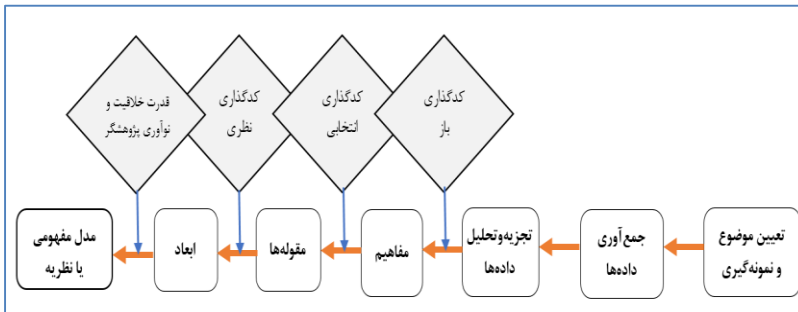 کدگذاری
باز
کدگذاری
انتخابی
کدگذاری
نظری
قدرت خلاقیت و
نوآوری پژوهشگر
تعیین موضوع
و نمونه‌گیری
جمع‌آوری
داده‌ها
تجزیه‌وتحلیل
داده‌ها
مفاهیم
مقوله‌ها
ابعاد
مدل مفهومی
یا نظریه